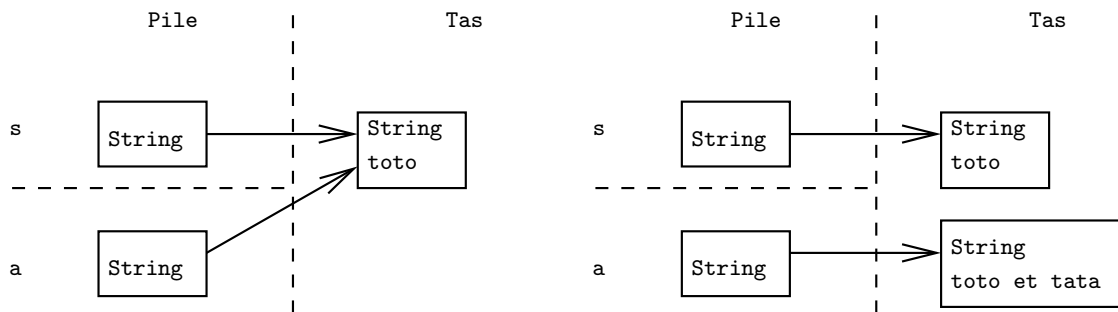 Pile Tas
s String String
toto
a String
Pile Tas
s String String
toto
a String String
toto et tata